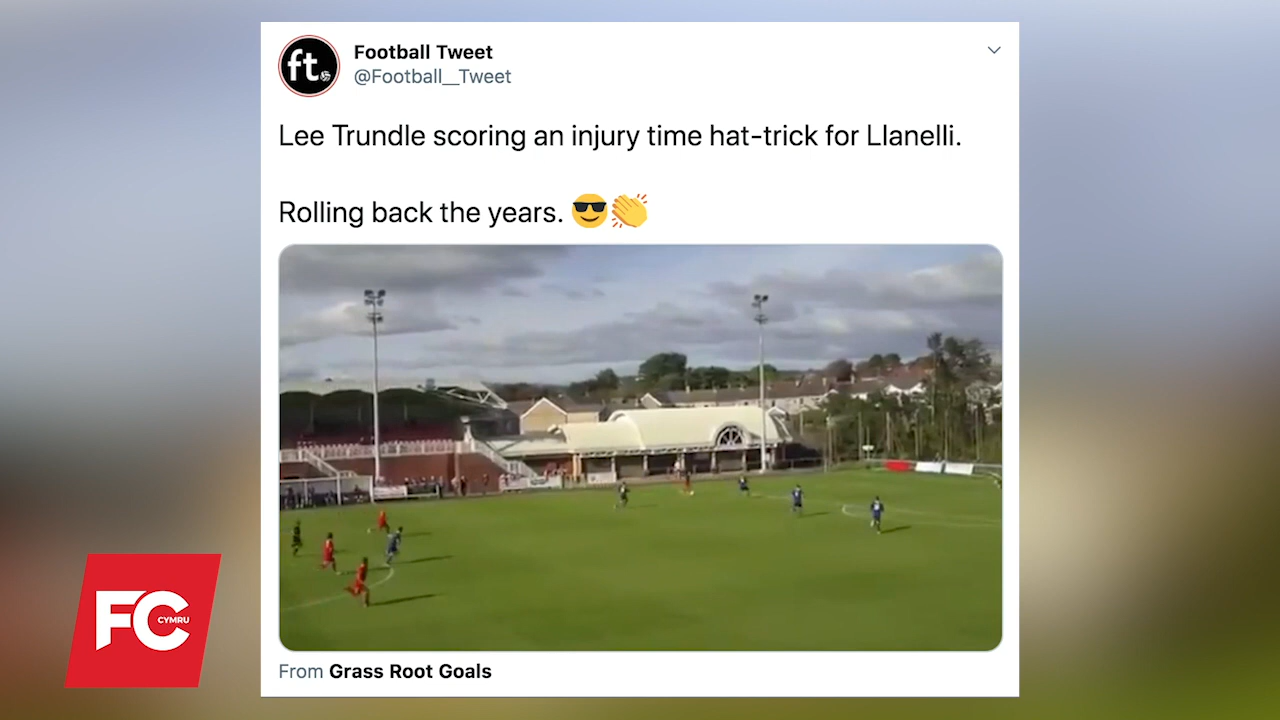 ft.
Football Tweet
@Football__Tweet
Lee Trundle scoring an injury time hat-trick for Llanelli.
Rolling back the years. 😎👏
From Grass Root Goals
FC CYMRU